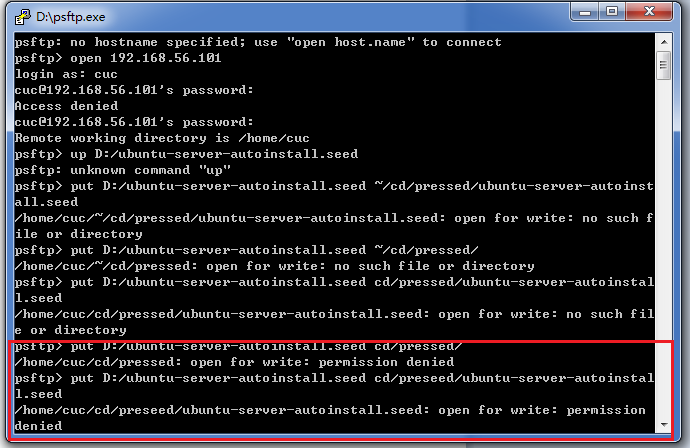 D:\psftp.exe
psftp: no hostname specified; use "open host.name" to connect
psftp> open 192.168.56.101
login as: cuc
cuc@192.168.56.101's password:
Access denied
cuc@192.168.56.101's password:
Remote working directory is /home/cuc
psftp> up D:/ubuntu-server-autoinstall.seed
psftp: unknown command "up"
psftp> put D:/ubuntu-server-autoinstall.seed ~/cd/pressed/ubuntu-server-autoinst
all.seed
/home/cuc/~/cd/pressed/ubuntu-server-autoinstall.seed: open for write: no such f
ile or directory
psftp> put D:/ubuntu-server-autoinstall.seed ~/cd/pressed/
/home/cuc/~/cd/pressed: open for write: no such file or directory
psftp> put D:/ubuntu-server-autoinstall.seed cd/pressed/ubuntu-server-autoinstal
l.seed
/home/cuc/cd/pressed/ubuntu-server-autoinstall.seed: open for write: no such fil
e or directory
psftp> put D:/ubuntu-server-autoinstall.seed cd/pressed/
/home/cuc/cd/pressed: open for write: permission denied
psftp> put D:/ubuntu-server-autoinstall.seed cd/preseed/ubuntu-server-autoinstal
l.seed
/home/cuc/cd/preseed/ubuntu-server-autoinstall.seed: open for write: permission
denied